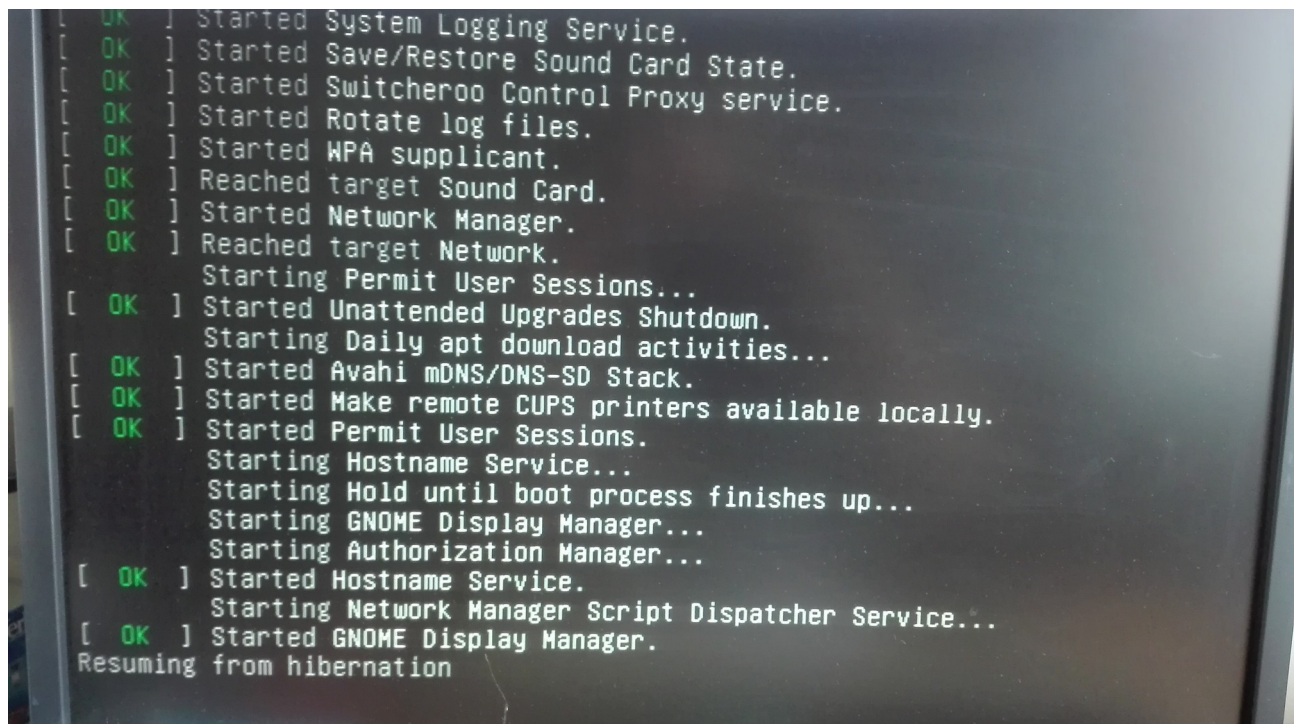 [  OK  ] Started System Logging Service.
[  OK  ] Started Save/Restore Sound Card State.
[  OK  ] Started Switcheroo Control Proxy service.
[  OK  ] Started Rotate log files.
[  OK  ] Started WPA supplicant.
[  OK  ] Reached target Sound Card.
[  OK  ] Started Network Manager.
[  OK  ] Reached target Network.
Starting Permit User Sessions...
[  OK  ] Started Unattended Upgrades Shutdown.
Starting Daily apt download activities...
[  OK  ] Started Avahi mDNS/DNS-SD Stack.
[  OK  ] Started Make remote CUPS printers available locally.
[  OK  ] Started Permit User Sessions.
Starting Hostname Service...
Starting Hold until boot process finishes up...
Starting GNOME Display Manager...
Starting Authorization Manager...
[  OK  ] Started Hostname Service.
Starting Network Manager Script Dispatcher Service...
[  OK  ] Started GNOME Display Manager.
Resuming from hibernation